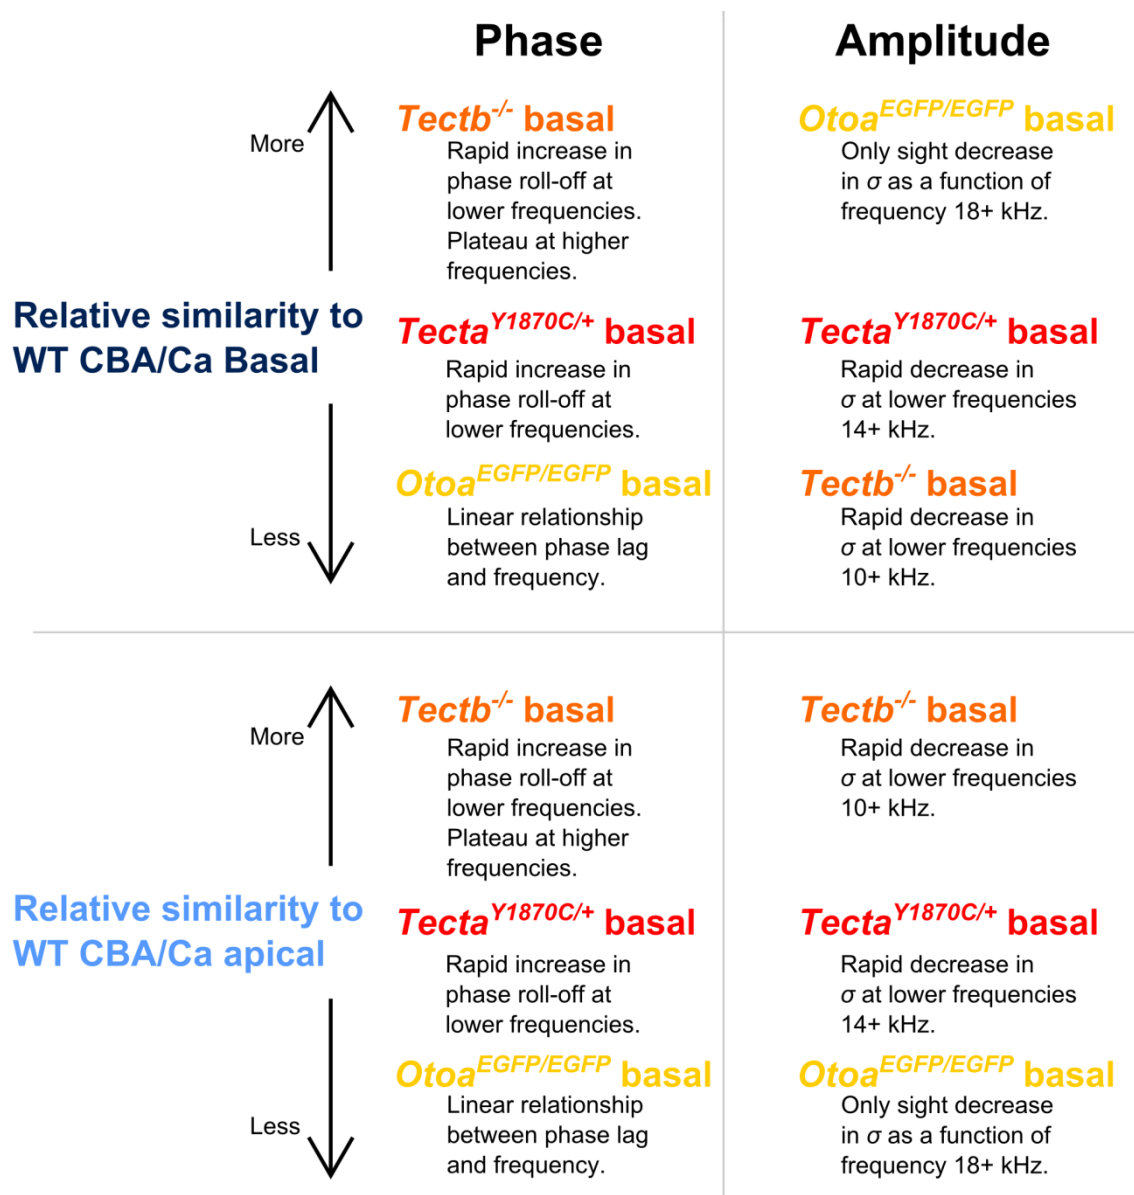 Phase
Amplitude
More
Tectb-/- basal
Rapid increase in
phase roll-off at
lower frequencies.
Plateau at higher
frequencies.
OtoaEGFP/EGFP basal
Only sight decrease
in σ as a function of
frequency 18+ kHz.
Relative similarity to
WT CBA/Ca Basal
TectaY1870C/+ basal
Rapid increase in
phase roll-off at
lower frequencies.
TectaY1870C/+ basal
Rapid decrease in
σ at lower frequencies
14+ kHz.
Less
OtoaEGFP/EGFP basal
Linear relationship
between phase lag
and frequency.
Tectb-/- basal
Rapid decrease in
σ at lower frequencies
10+ kHz.
More
Tectb-/- basal
Rapid increase in
phase roll-off at
lower frequencies.
Plateau at higher
frequencies.
Tectb-/- basal
Rapid decrease in
σ at lower frequencies
10+ kHz.
Relative similarity to
WT CBA/Ca apical
TectaY1870C/+ basal
Rapid increase in
phase roll-off at
lower frequencies.
TectaY1870C/+ basal
Rapid decrease in
σ at lower frequencies
14+ kHz.
Less
OtoaEGFP/EGFP basal
Linear relationship
between phase lag
and frequency.
OtoaEGFP/EGFP basal
Only sight decrease
in σ as a function of
frequency 18+ kHz.